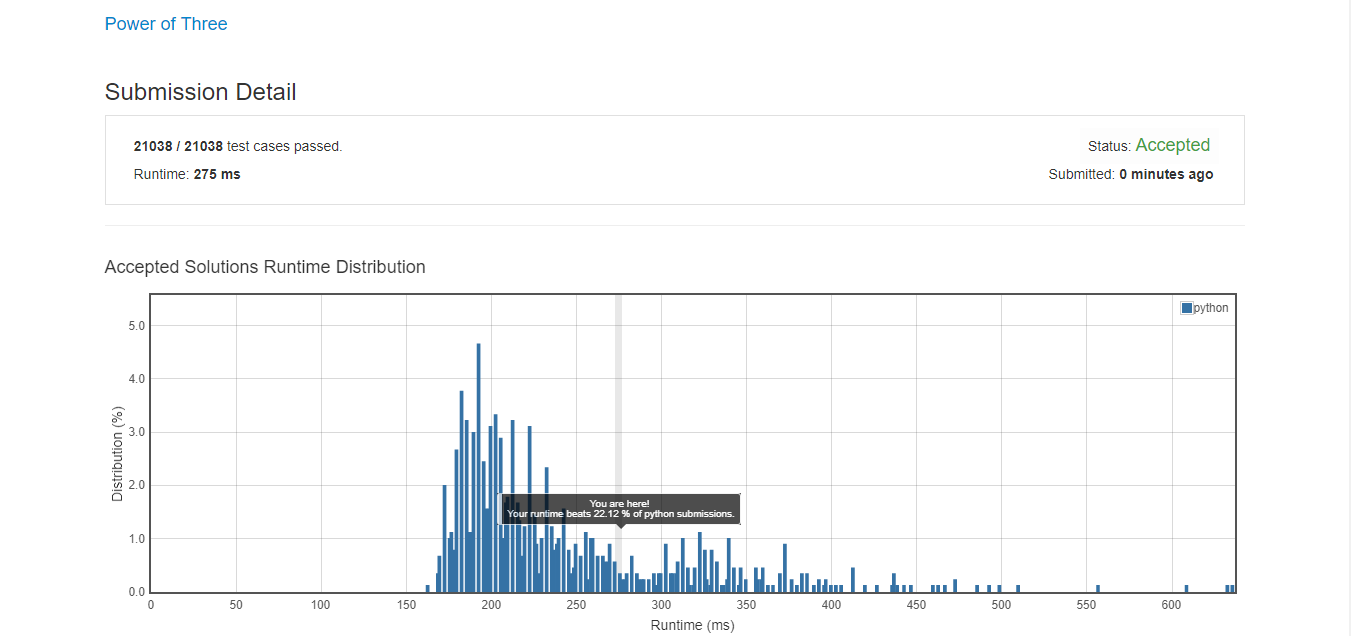 Power of Three
Submission Detail
21038 / 21038 test cases passed.
Status: Accepted
Runtime: 275 ms
Submitted: 0 minutes ago
Accepted Solutions Runtime Distribution
python
5.0
4.0
3.0
2.0
1.0
0.0
Distribution (%)
You are here!
Your runtime beats 22.12 % of python submissions.
0 50 100 150 200 250 300 350 400 450 500 550 600
Runtime (ms)